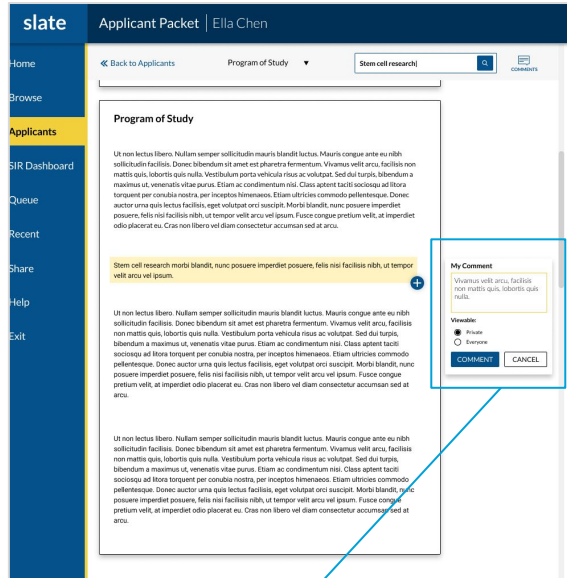 slate
Applicant Packet | Ella Chen
Home
Browse
Applicants
SIR Dashboard
Queue
Recent
Share
Help
Exit
Back to Applicants
Program of Study
Stem cell research
COMMENTS
Program of Study
Ut non lectus libero. Nullam semper sollicitudin mauris blandit luctus. Mauris congue ante eu nibh
sollicitudin facilisis. Donec bibendum sit amet est pharetra fermentum. Vivamus velit arcu, facilisis non
mattis quis, lobortis quis nulla. Vestibulum porta vehicula risus ac volutpat. Sed dui turpis, bibendum a
maximus ut, venenatis vitae purus. Etiam ac condimentum nisi. Class aptent taciti sociosqu ad litora
torquent per conubia nostra, per inceptos himenaeos. Etiam ultricies commodo pellentesque. Donec
auctor urna quis lectus facilisis, eget volutpat orci suscipit. Morbi blandit, nunc posuere imperdiet
posuere, felis nisi facilisis nibh, ut tempor velit arcu vel ipsum. Fusce congue pretium velit, at imperdiet
odio placerat eu. Cras non libero vel diam consectetur accumsan sed at arcu.
Stem cell research morbi blandit, nunc posuere imperdiet posuere, felis nisi facilisis nibh, ut tempor
velit arcu vel ipsum.
My Comment
Vivamus velit arcu, facilisis
non mattis quis, lobortis quis
nulla.
Viewable:
Private
Everyone
COMMENT
CANCEL
Ut non lectus libero. Nullam semper sollicitudin mauris blandit luctus. Mauris congue ante eu nibh
sollicitudin facilisis. Donec bibendum sit amet est pharetra fermentum. Vivamus velit arcu, facilisis
non mattis quis, lobortis quis nulla. Vestibulum porta vehicula risus ac volutpat. Sed dui turpis,
bibendum a maximus ut, venenatis vitae purus. Etiam ac condimentum nisi. Class aptent taciti
sociosqu ad litora torquent per conubia nostra, per inceptos himenaeos. Etiam ultricies commodo
pellentesque. Donec auctor urna quis lectus facilisis, eget volutpat orci suscipit. Morbi blandit, nunc
posuere imperdiet posuere, felis nisi facilisis nibh, ut tempor velit arcu vel ipsum. Fusce congue
pretium velit, at imperdiet odio placerat eu. Cras non libero vel diam consectetur accumsan sed at
arcu.
Ut non lectus libero. Nullam semper sollicitudin mauris blandit luctus. Mauris congue ante eu nibh
sollicitudin facilisis. Donec bibendum sit amet est pharetra fermentum. Vivamus velit arcu, facilisis
non mattis quis, lobortis quis nulla. Vestibulum porta vehicula risus ac volutpat. Sed dui turpis,
bibendum a maximus ut, venenatis vitae purus. Etiam ac condimentum nisi. Class aptent taciti
sociosqu ad litora torquent per conubia nostra, per inceptos himenaeos. Etiam ultricies commodo
pellentesque. Donec auctor urna quis lectus facilisis, eget volutpat orci suscipit. Morbi blandit, nunc
posuere imperdiet posuere, felis nisi facilisis nibh, ut tempor velit arcu vel ipsum. Fusce congue
pretium velit, at imperdiet odio placerat eu. Cras non libero vel diam consectetur accumsan sed at
arcu.